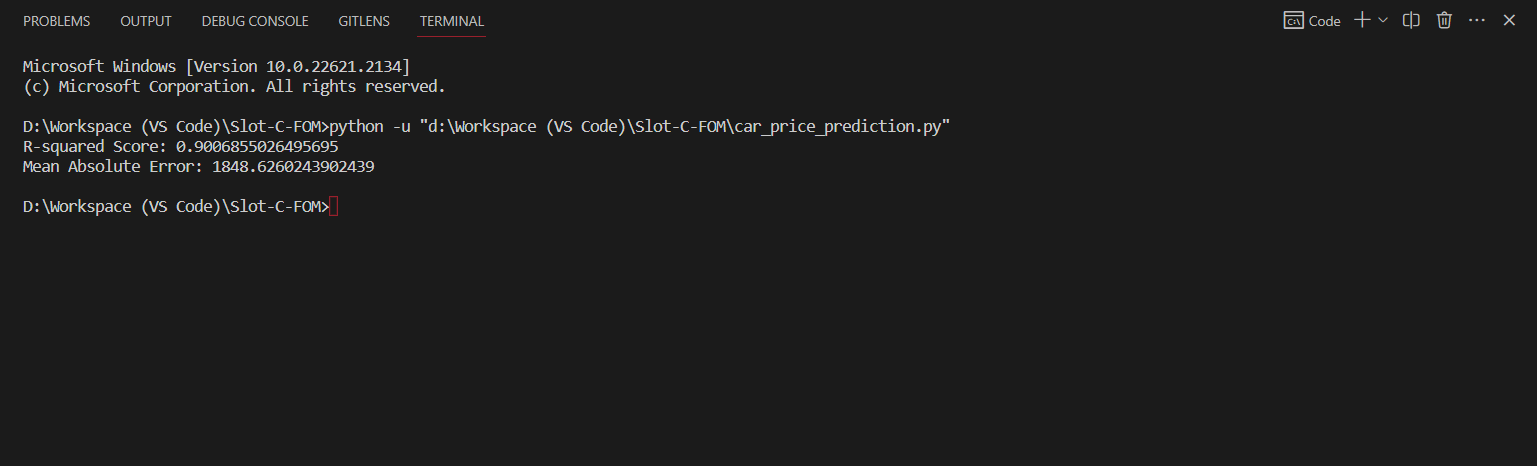 PROBLEMS OUTPUT DEBUG CONSOLE GITLENS TERMINAL Code
Microsoft Windows [Version 10.0.22621.2134]
(c) Microsoft Corporation. All rights reserved.
D:\Workspace (VS Code)\Slot-C-FOM>python -u "d:\Workspace (VS Code)\Slot-C-FOM\car_price_prediction.py"
R-squared Score: 0.9006855026495695
Mean Absolute Error: 1848.6260243902439
D:\Workspace (VS Code)\Slot-C-FOM>